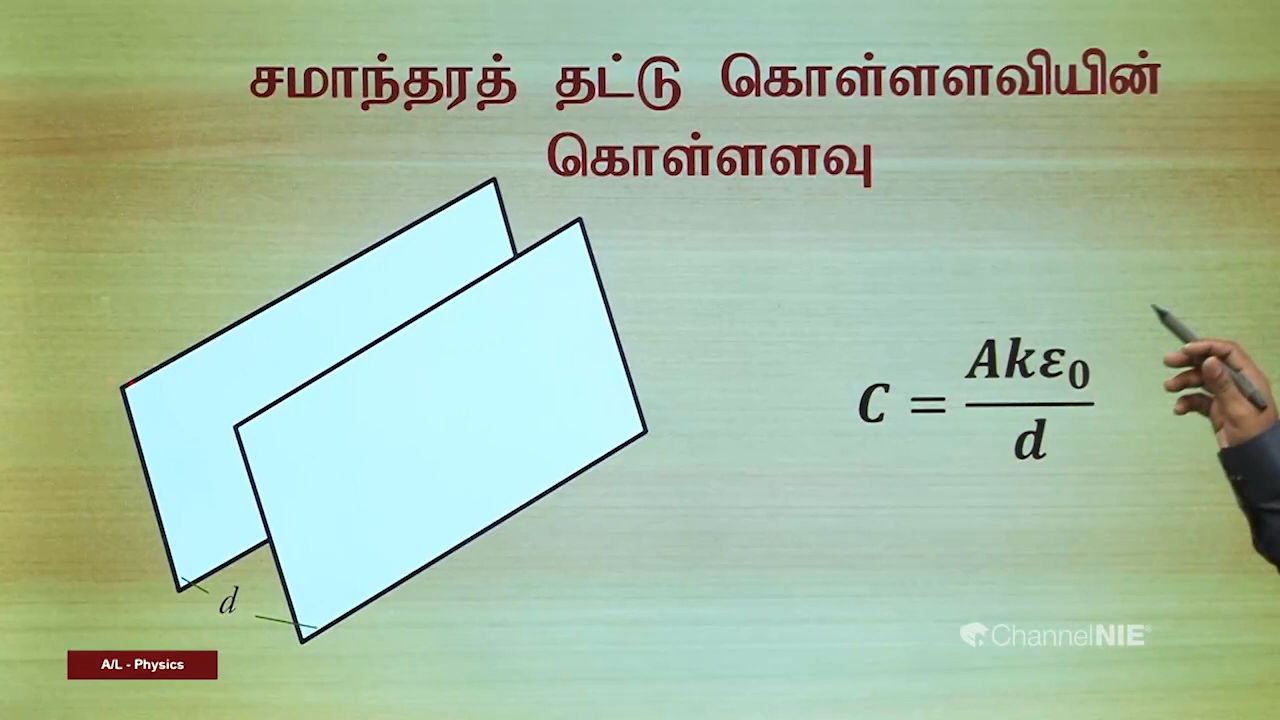 சமாந்தரத் தட்டு கொள்ளளவியின்
கொள்ளளவு
C = Akε₀/d
d
ChannelNIE
A/L - Physics